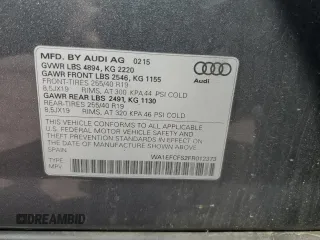 MFD. BY AUDI AG 02/15
GVWR LBS 4894, KG 2220
GAWR FRONT LBS 2546, KG 1155
FRONT-TIRES 255/40 R19
8,5JX19 RIMS, AT 300 KPA 44 PSI COLD
GAWR REAR LBS 2491, KG 1130
REAR-TIRES 255/40 R19
8.5JX19 RIMS, AT 320 KPA 46 PSI COLD
Audi
THIS VEHICLE CONFORMS TO ALL APPLICABLE
U.S. FEDERAL MOTOR VEHICLE SAFETY
BUMPER AND THEFT PREVENTION STANDARDS IN
EFFECT ON THE DATE OF MANUFACTURE
SHOWN ABOVE
DREAMBID